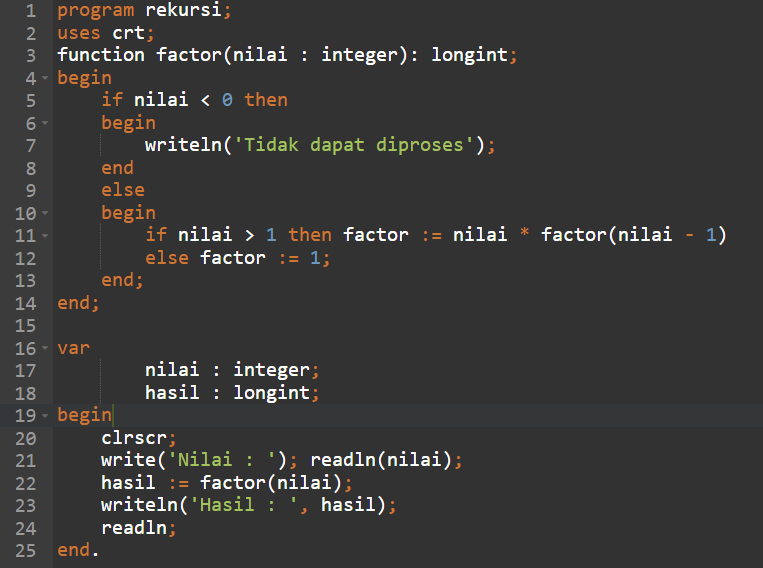 1 program rekursi;
2 uses crt;
3 function factor(nilai : integer): longint;
4 begin
5     if nilai < 0 then
6     begin
7         writeln('Tidak dapat diproses');
8     end
9     else
10     begin
11         if nilai > 1 then factor := nilai * factor(nilai - 1)
12         else factor := 1;
13     end;
14 end;
15
16 var
17         nilai : integer;
18         hasil : longint;
19 begin
20     clrscr;
21     write('Nilai : '); readln(nilai);
22     hasil := factor(nilai);
23     writeln('Hasil : ', hasil);
24     readln;
25 end.